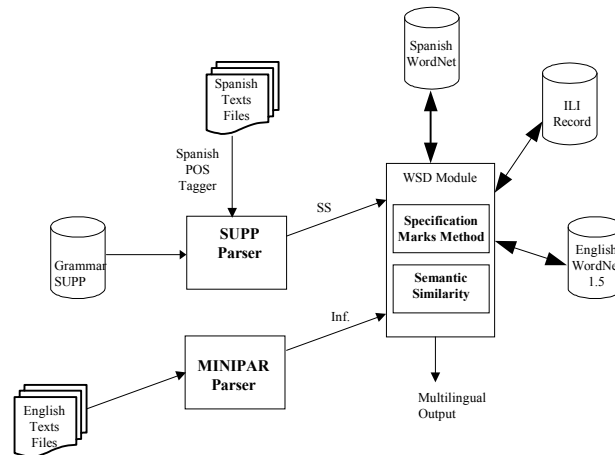 Spanish
WordNet
Spanish
Texts
Files
ILI
Record
Spanish
POS
Tagger
WSD Module
SS
Specification
Marks Method
SUPP
Parser
Grammar
SUPP
English
WordNet
1.5
Semantic
Similarity
Inf.
MINIPAR
Parser
Multilingual
Output
English
Texts
Files